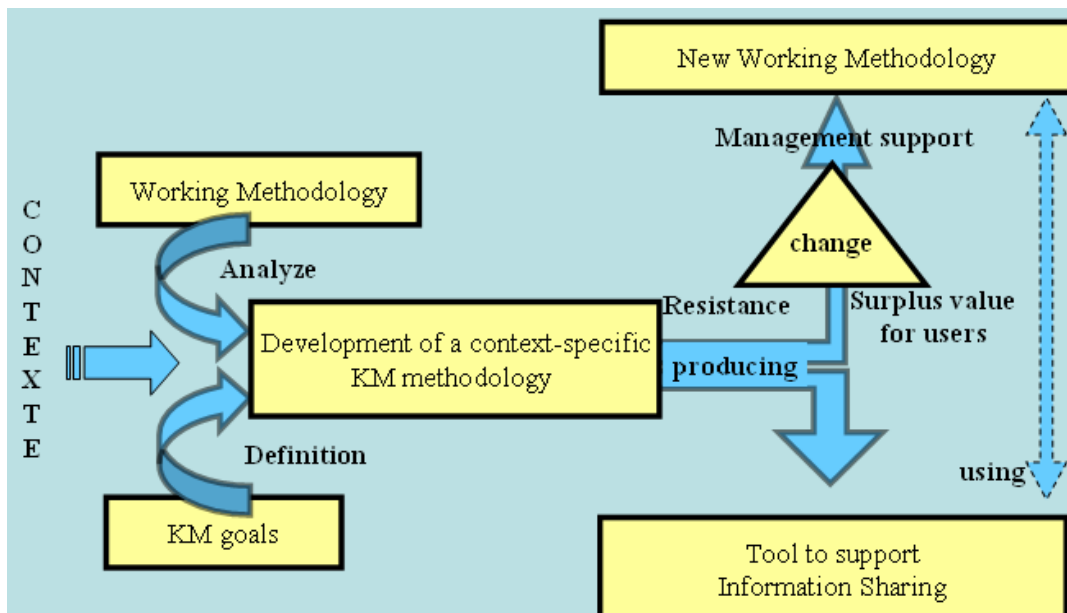 New Working Methodology
Management support
Working Methodology
CONTEXTE
Analyze
change
Resistance
Surplus value
for users
Development of a context-specific
KM methodology
producing
Definition
using
KM goals
Tool to support
Information Sharing